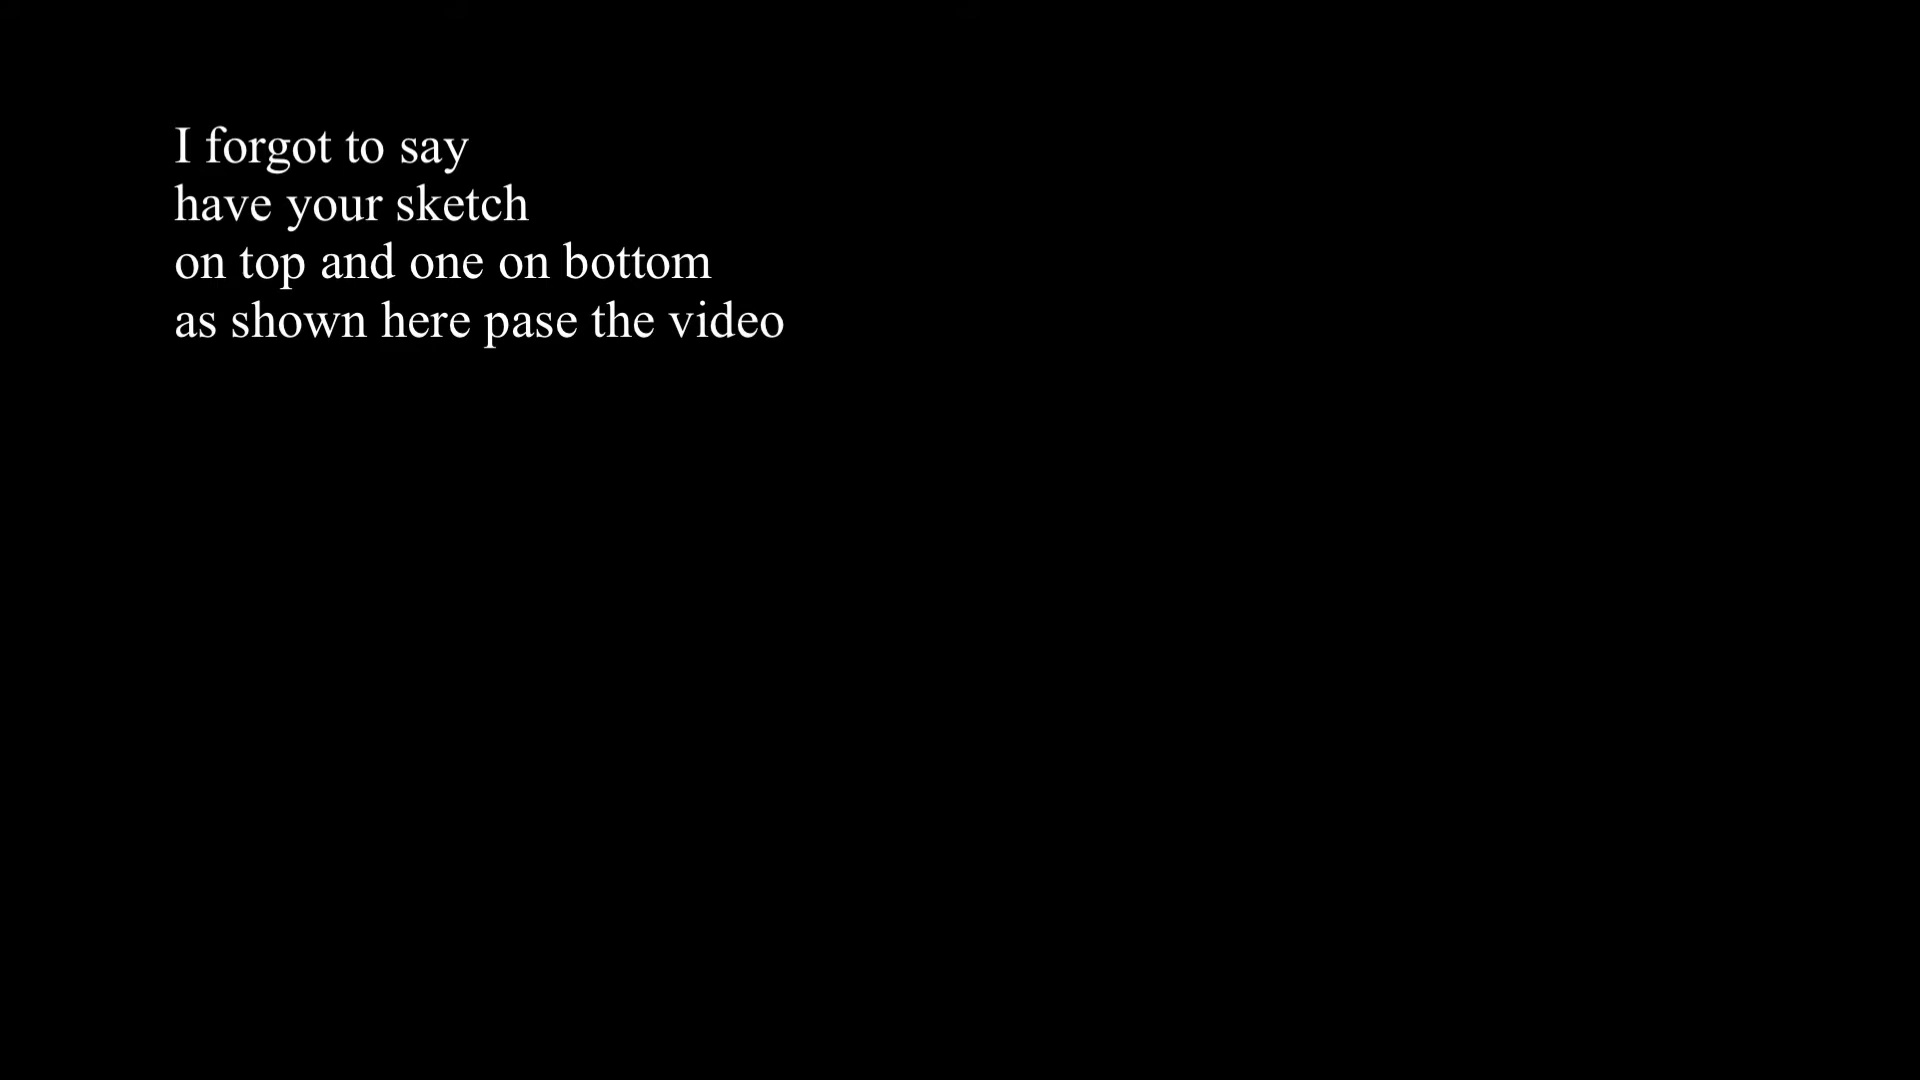 I forgot to say
have your sketch
on top and one on bottom
as shown here pase the video